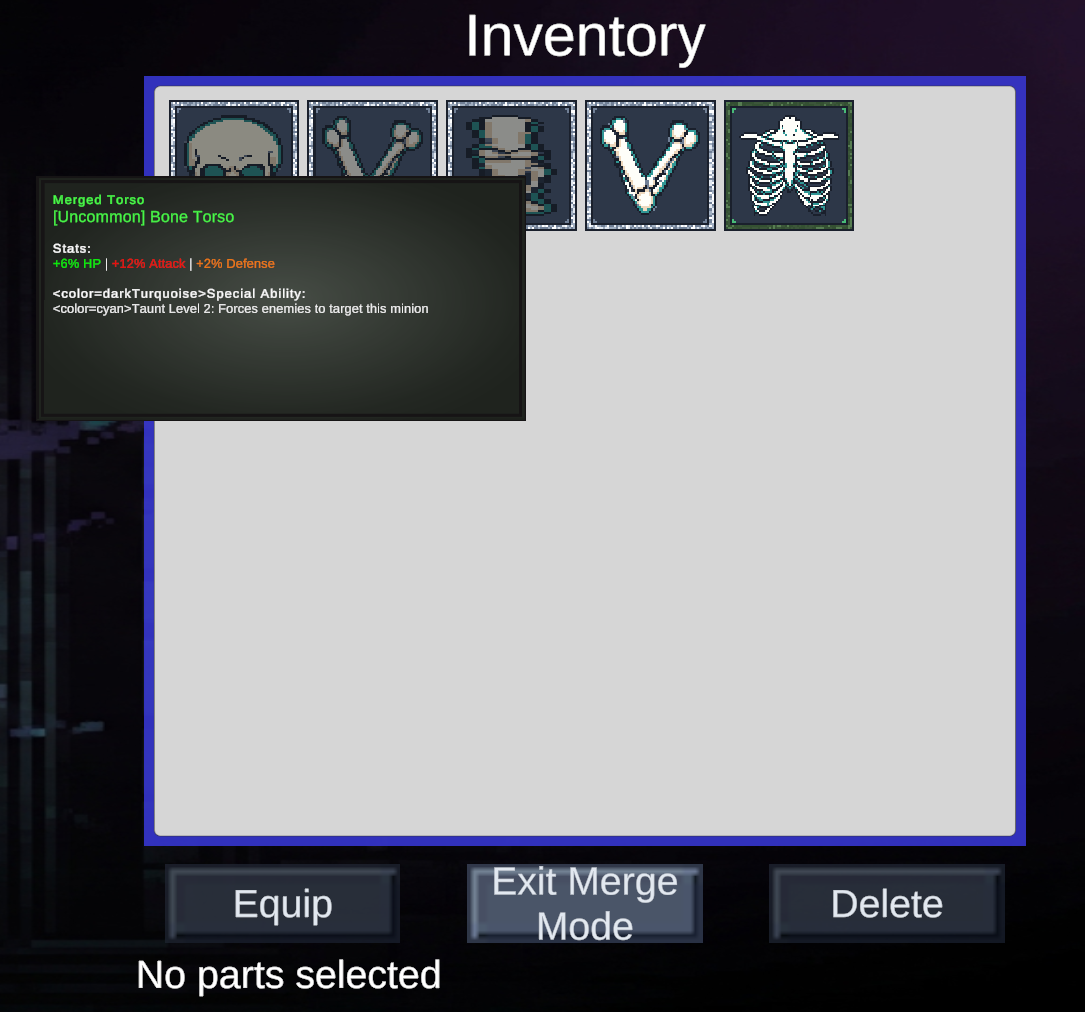 Inventory
Merged Torso
[Uncommon] Bone Torso
Stats:
+6% HP | +12% Attack | +2% Defense
<color=darkTurquoise>Special Ability:
<color=cyan>Taunt Level 2: Forces enemies to target this minion
Equip
Exit Merge
Mode
Delete
No parts selected